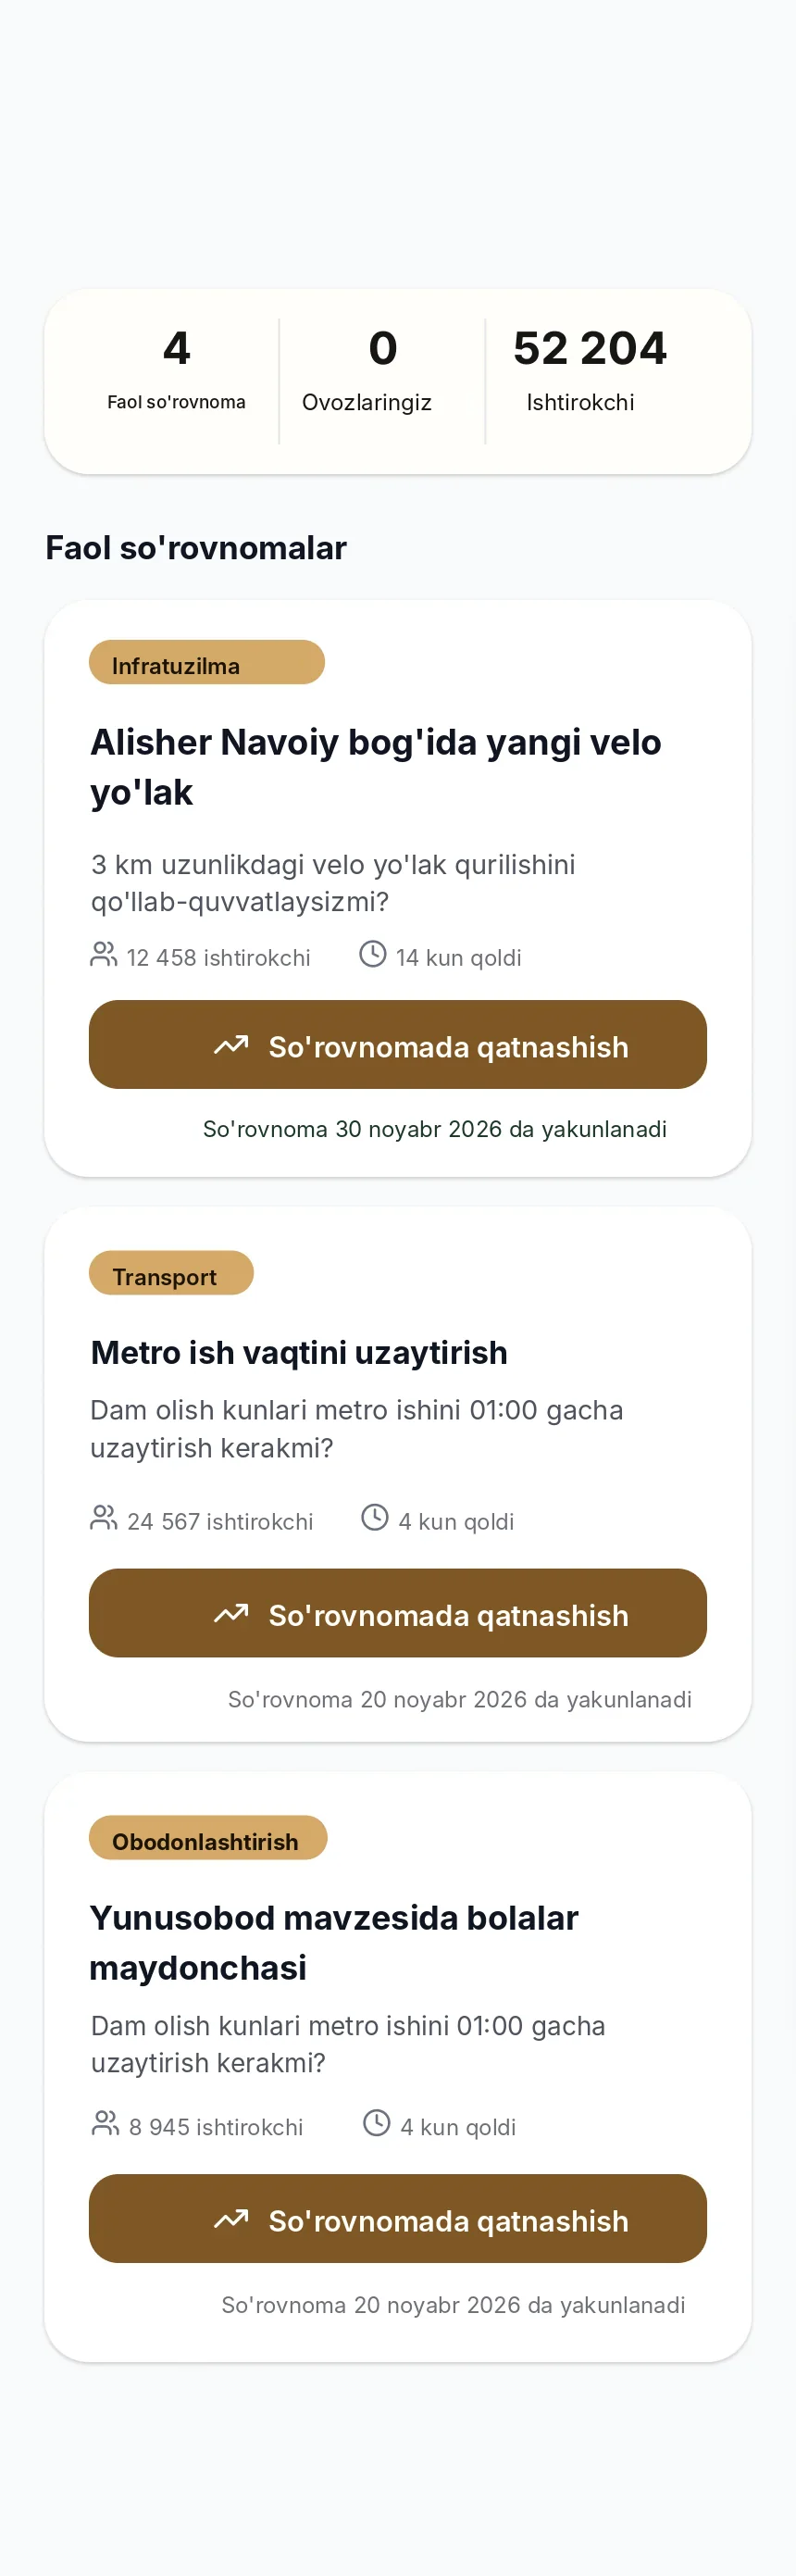 4
0
52 204
Faol so'rovnoma
Ovozlaringiz
Ishtirokchi
Faol so'rovnomalar
Infratuzilma
Alisher Navoiy bog'ida yangi velo
yo'lak
3 km uzunlikdagi velo yo'lak qurilishini
qo'llab-quvvatlaysizmi?
12 458 ishtirokchi
14 kun qoldi
So'rovnomada qatnashish
So'rovnoma 30 noyabr 2026 da yakunlanadi
Transport
Metro ish vaqtini uzaytirish
Dam olish kunlari metro ishini 01:00 gacha
uzaytirish kerakmi?
24 567 ishtirokchi
4 kun qoldi
So'rovnomada qatnashish
So'rovnoma 20 noyabr 2026 da yakunlanadi
Obodonlashtirish
Yunusobod mavzesida bolalar
maydonchasi
Dam olish kunlari metro ishini 01:00 gacha
uzaytirish kerakmi?
8 945 ishtirokchi
4 kun qoldi
So'rovnomada qatnashish
So'rovnoma 20 noyabr 2026 da yakunlanadi